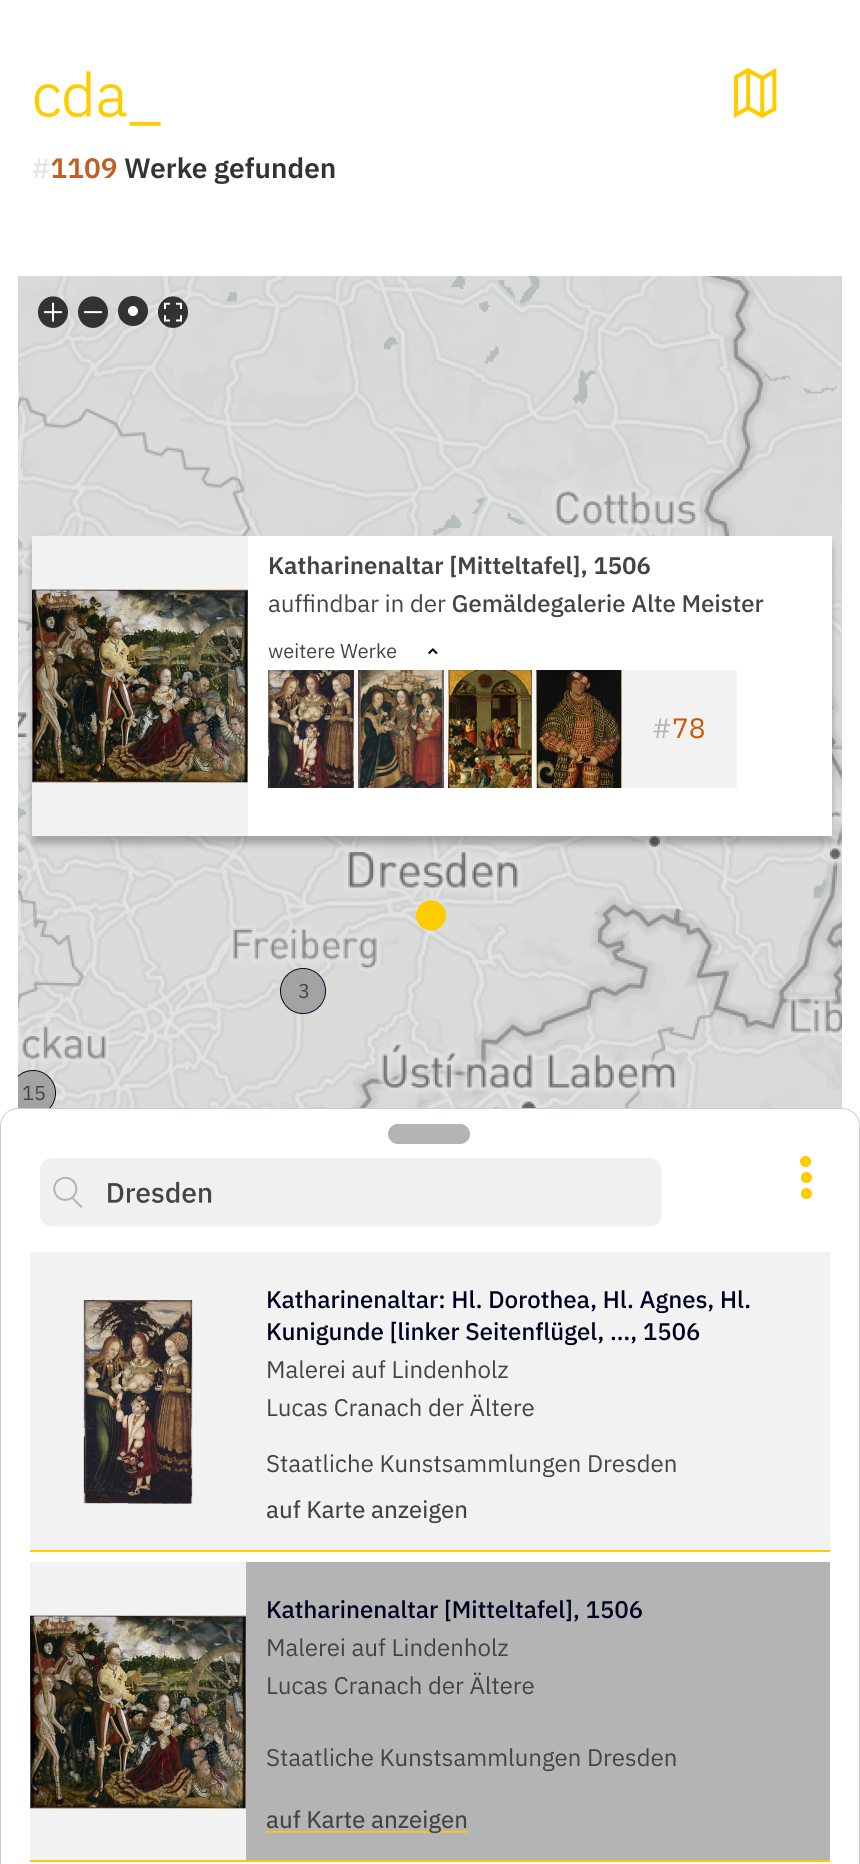 cda_
#1109 Werke gefunden
Cottbus
Katharinenaltar [Mitteltafel], 1506
auffindbar in der Gemäldegalerie Alte Meister
weitere Werke
#78
z
Dresden
Freiberg
3
Lib
ckau
Ústí nad Labem
15
Dresden
Katharinenaltar: Hl. Dorothea, Hl. Agnes, Hl.
Kunigunde [linker Seitenflügel, ..., 1506
Malerei auf Lindenholz
Lucas Cranach der Ältere
Staatliche Kunstsammlungen Dresden
auf Karte anzeigen
Katharinenaltar [Mitteltafel], 1506
Malerei auf Lindenholz
Lucas Cranach der Ältere
Staatliche Kunstsammlungen Dresden
auf Karte anzeigen